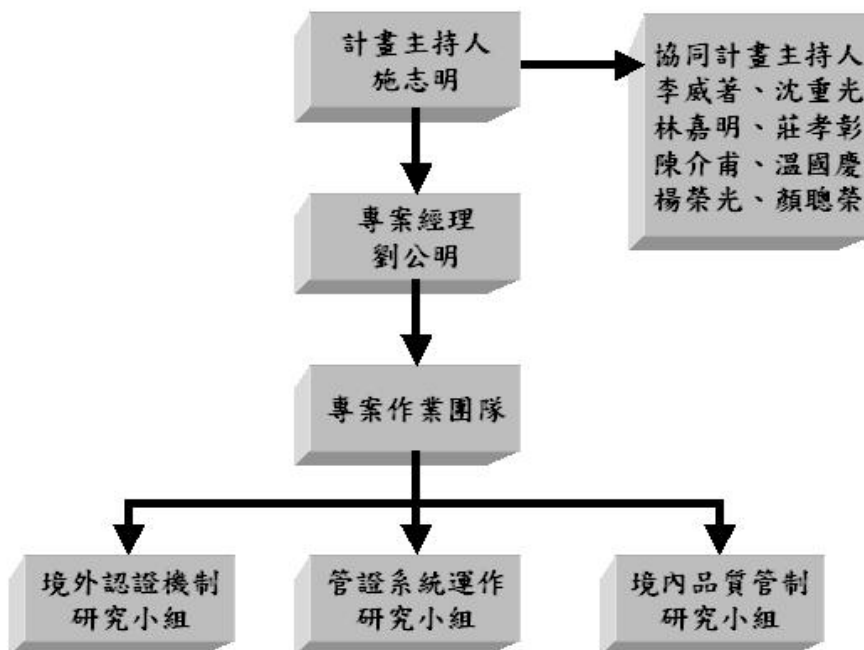 計畫主持人
施志明
協同計畫主持人
李威著、沈重光
林嘉明、莊孝彰
陳介甫、溫國慶
楊榮光、顏聰榮
專案經理
劉公明
專案作業團隊
境外認證機制
研究小組
管證系統運作
研究小組
境內品質管制
研究小組